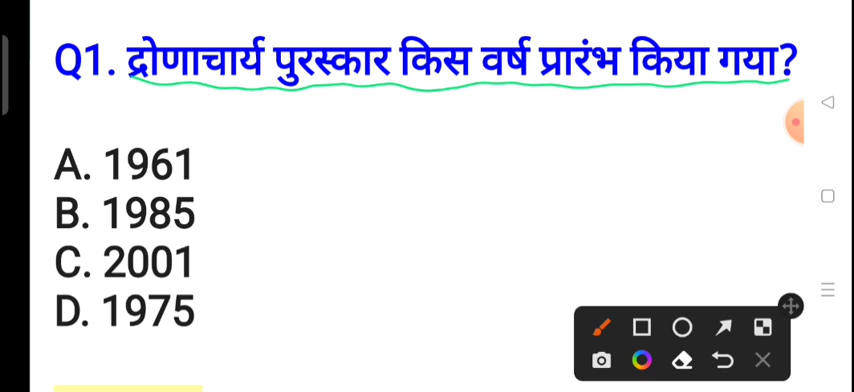 Q1. द्रोणाचार्य पुरस्कार किस वर्ष प्रारंभ किया गया?
A. 1961
B. 1985
C. 2001
D. 1975